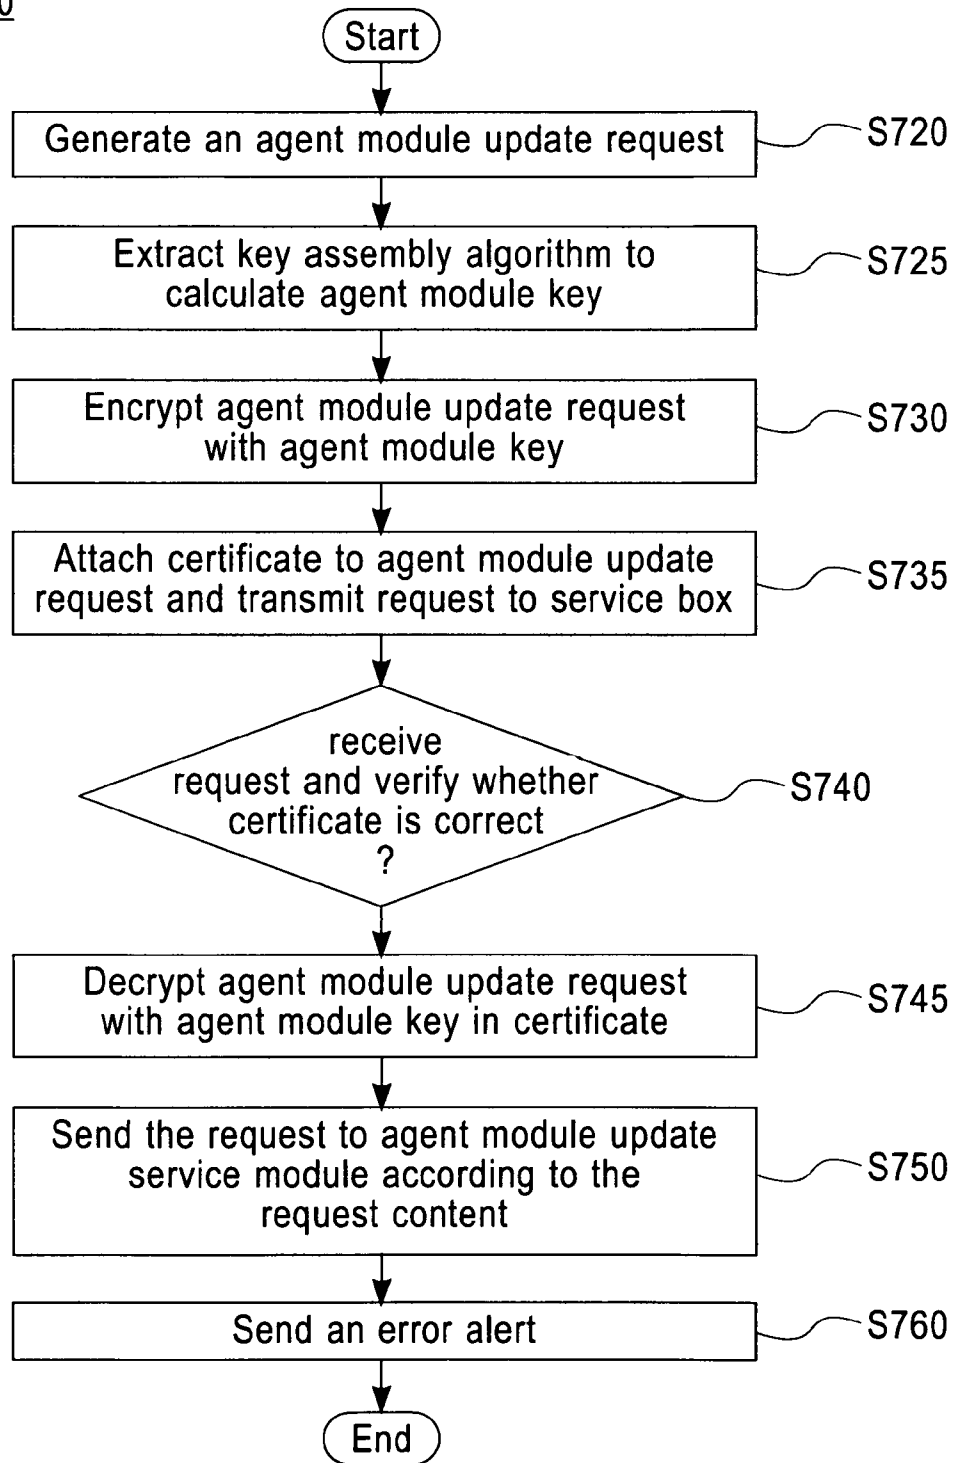 0
Start
Generate an agent module update request
S720
Extract key assembly algorithm to
calculate agent module key
S725
Encrypt agent module update request
with agent module key
S730
Attach certificate to agent module update
request and transmit request to service box
S735
receive
request and verify whether
certificate is correct
?
S740
Decrypt agent module update request
with agent module key in certificate
S745
Send the request to agent module update
service module according to the
request content
S750
Send an error alert
S760
End